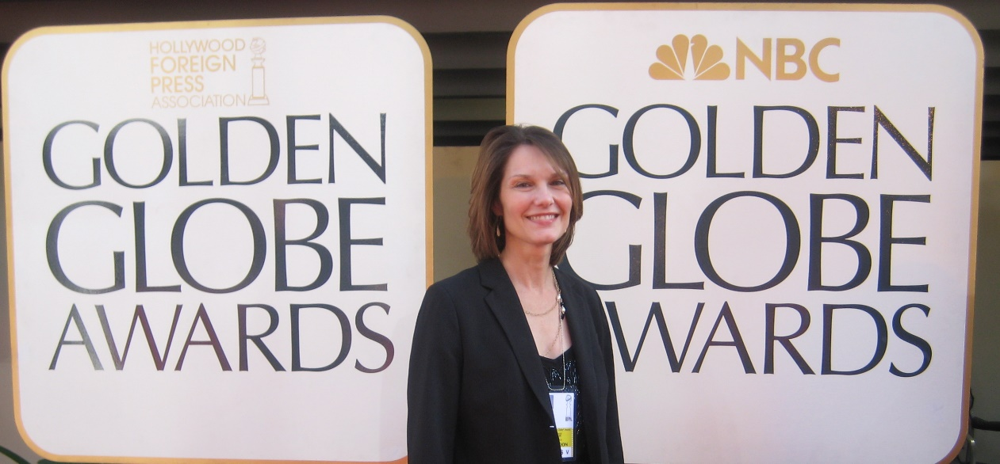 HOLLYWOOD
FOREIGN
PRESS
ASSOCIATION
GOLDEN
GLOBE
AWARDS
NBC
GOLDEN
GLOBE
AWARDS